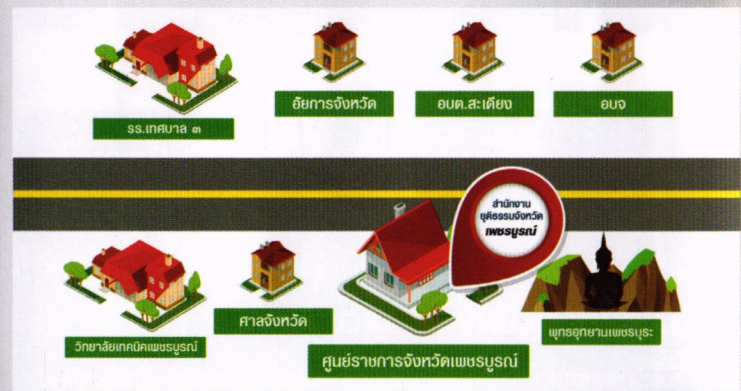 รร.เทศบาล ๓
อัยการจังหวัด
อบต.สะเดียง
อบจ
สำนักงาน
ยุติธรรมจังหวัด
เพชรบูรณ์
วิทยาลัยเทคนิคเพชรบูรณ์
ศาลจังหวัด
ศูนย์ราชการจังหวัดเพชรบูรณ์
พุทธอุทยานเพชรบุระ